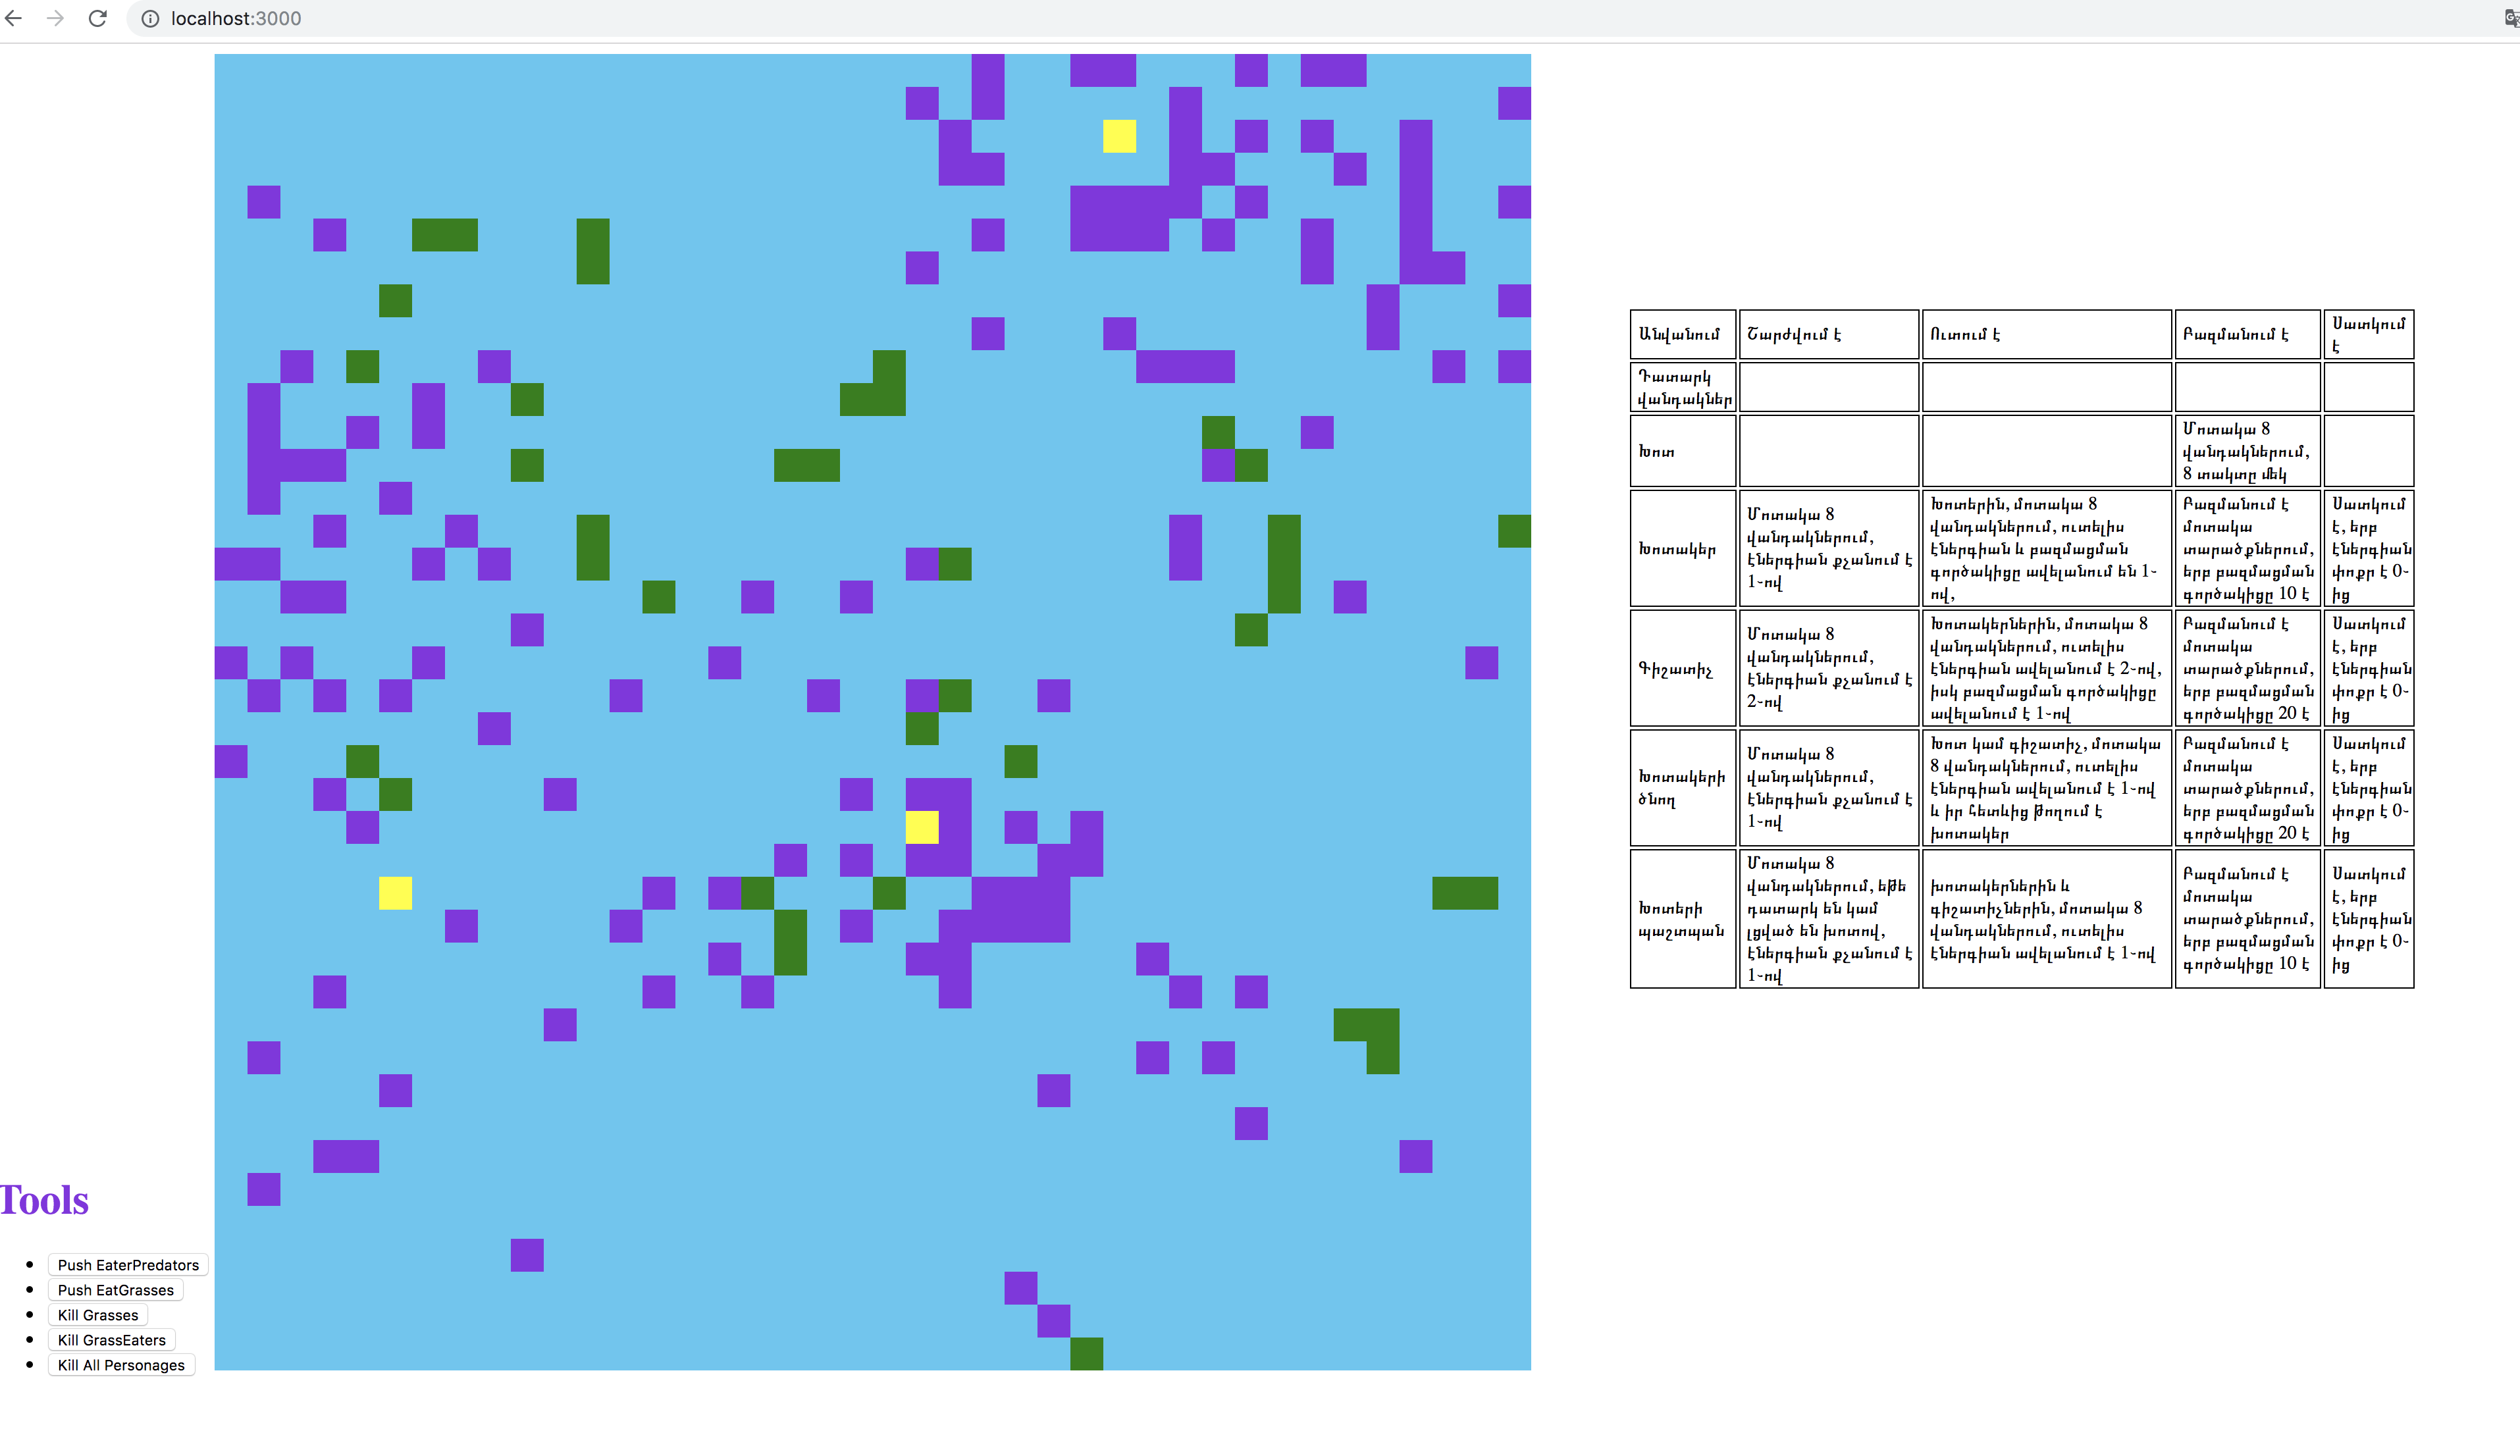 localhost:3000
Անվանում
Շարժվում է
Ուտում է
Բազմանում է
Սատկում
է
Դատարկ
վանդակներ
Խոտ
Մոտակա 8
վանդակներում,
8 տակտը մեկ
Խոտակեր
Մոտակա 8
վանդակներում,
էներգիան քչանում է
1-ով
Խոտերին, մոտակա 8
վանդակներում, ուտելիս
էներգիան և բազմացման
գործակիցը ավելանում են 1-
ով,
Բազմանում է
մոտակա
տարածքներում,
երբ բազմացման
գործակիցը 10 է
Սատկում
է, երբ
էներգիան
փոքր է 0-
ից
Գիշատիչ
Մոտակա 8
վանդակներում,
էներգիան քչանում է
2-ով
Խոտակերներին, մոտակա 8
վանդակներում, ուտելիս
էներգիան ավելանում է 2-ով,
իսկ բազմացման գործակիցը
ավելանում է 1-ով
Բազմանում է
մոտակա
տարածքներում,
երբ բազմացման
գործակիցը 20 է
Սատկում
է, երբ
էներգիան
փոքր է 0-
ից
Խոտակերի
ծնող
Մոտակա 8
վանդակներում,
էներգիան քչանում է
1-ով
Խոտ կամ գիշատիչ, մոտակա
8 վանդակներում, ուտելիս
էներգիան ավելանում է 1-ով
և իր հետևից թողում է
խոտակեր
Բազմանում է
մոտակա
տարածքներում,
երբ բազմացման
գործակիցը 20 է
Սատկում
է, երբ
էներգիան
փոքր է 0-
ից
Խոտերի
պաշտպան
Մոտակա 8
վանդակներում, եթե
դատարկ են կամ
լցված են խոտով,
էներգիան քչանում է
1-ով
խոտակերներին և
գիշատիչներին, մոտակա 8
վանդակներում, ուտելիս
էներգիան ավելանում է 1-ով
Բազմանում է
մոտակա
տարածքներում,
երբ բազմացման
գործակիցը 10 է
Սատկում
է, երբ
էներգիան
փոքր է 0-
ից
Tools
Push EaterPredators
Push EatGrasses
Kill Grasses
Kill GrassEaters
Kill All Personages